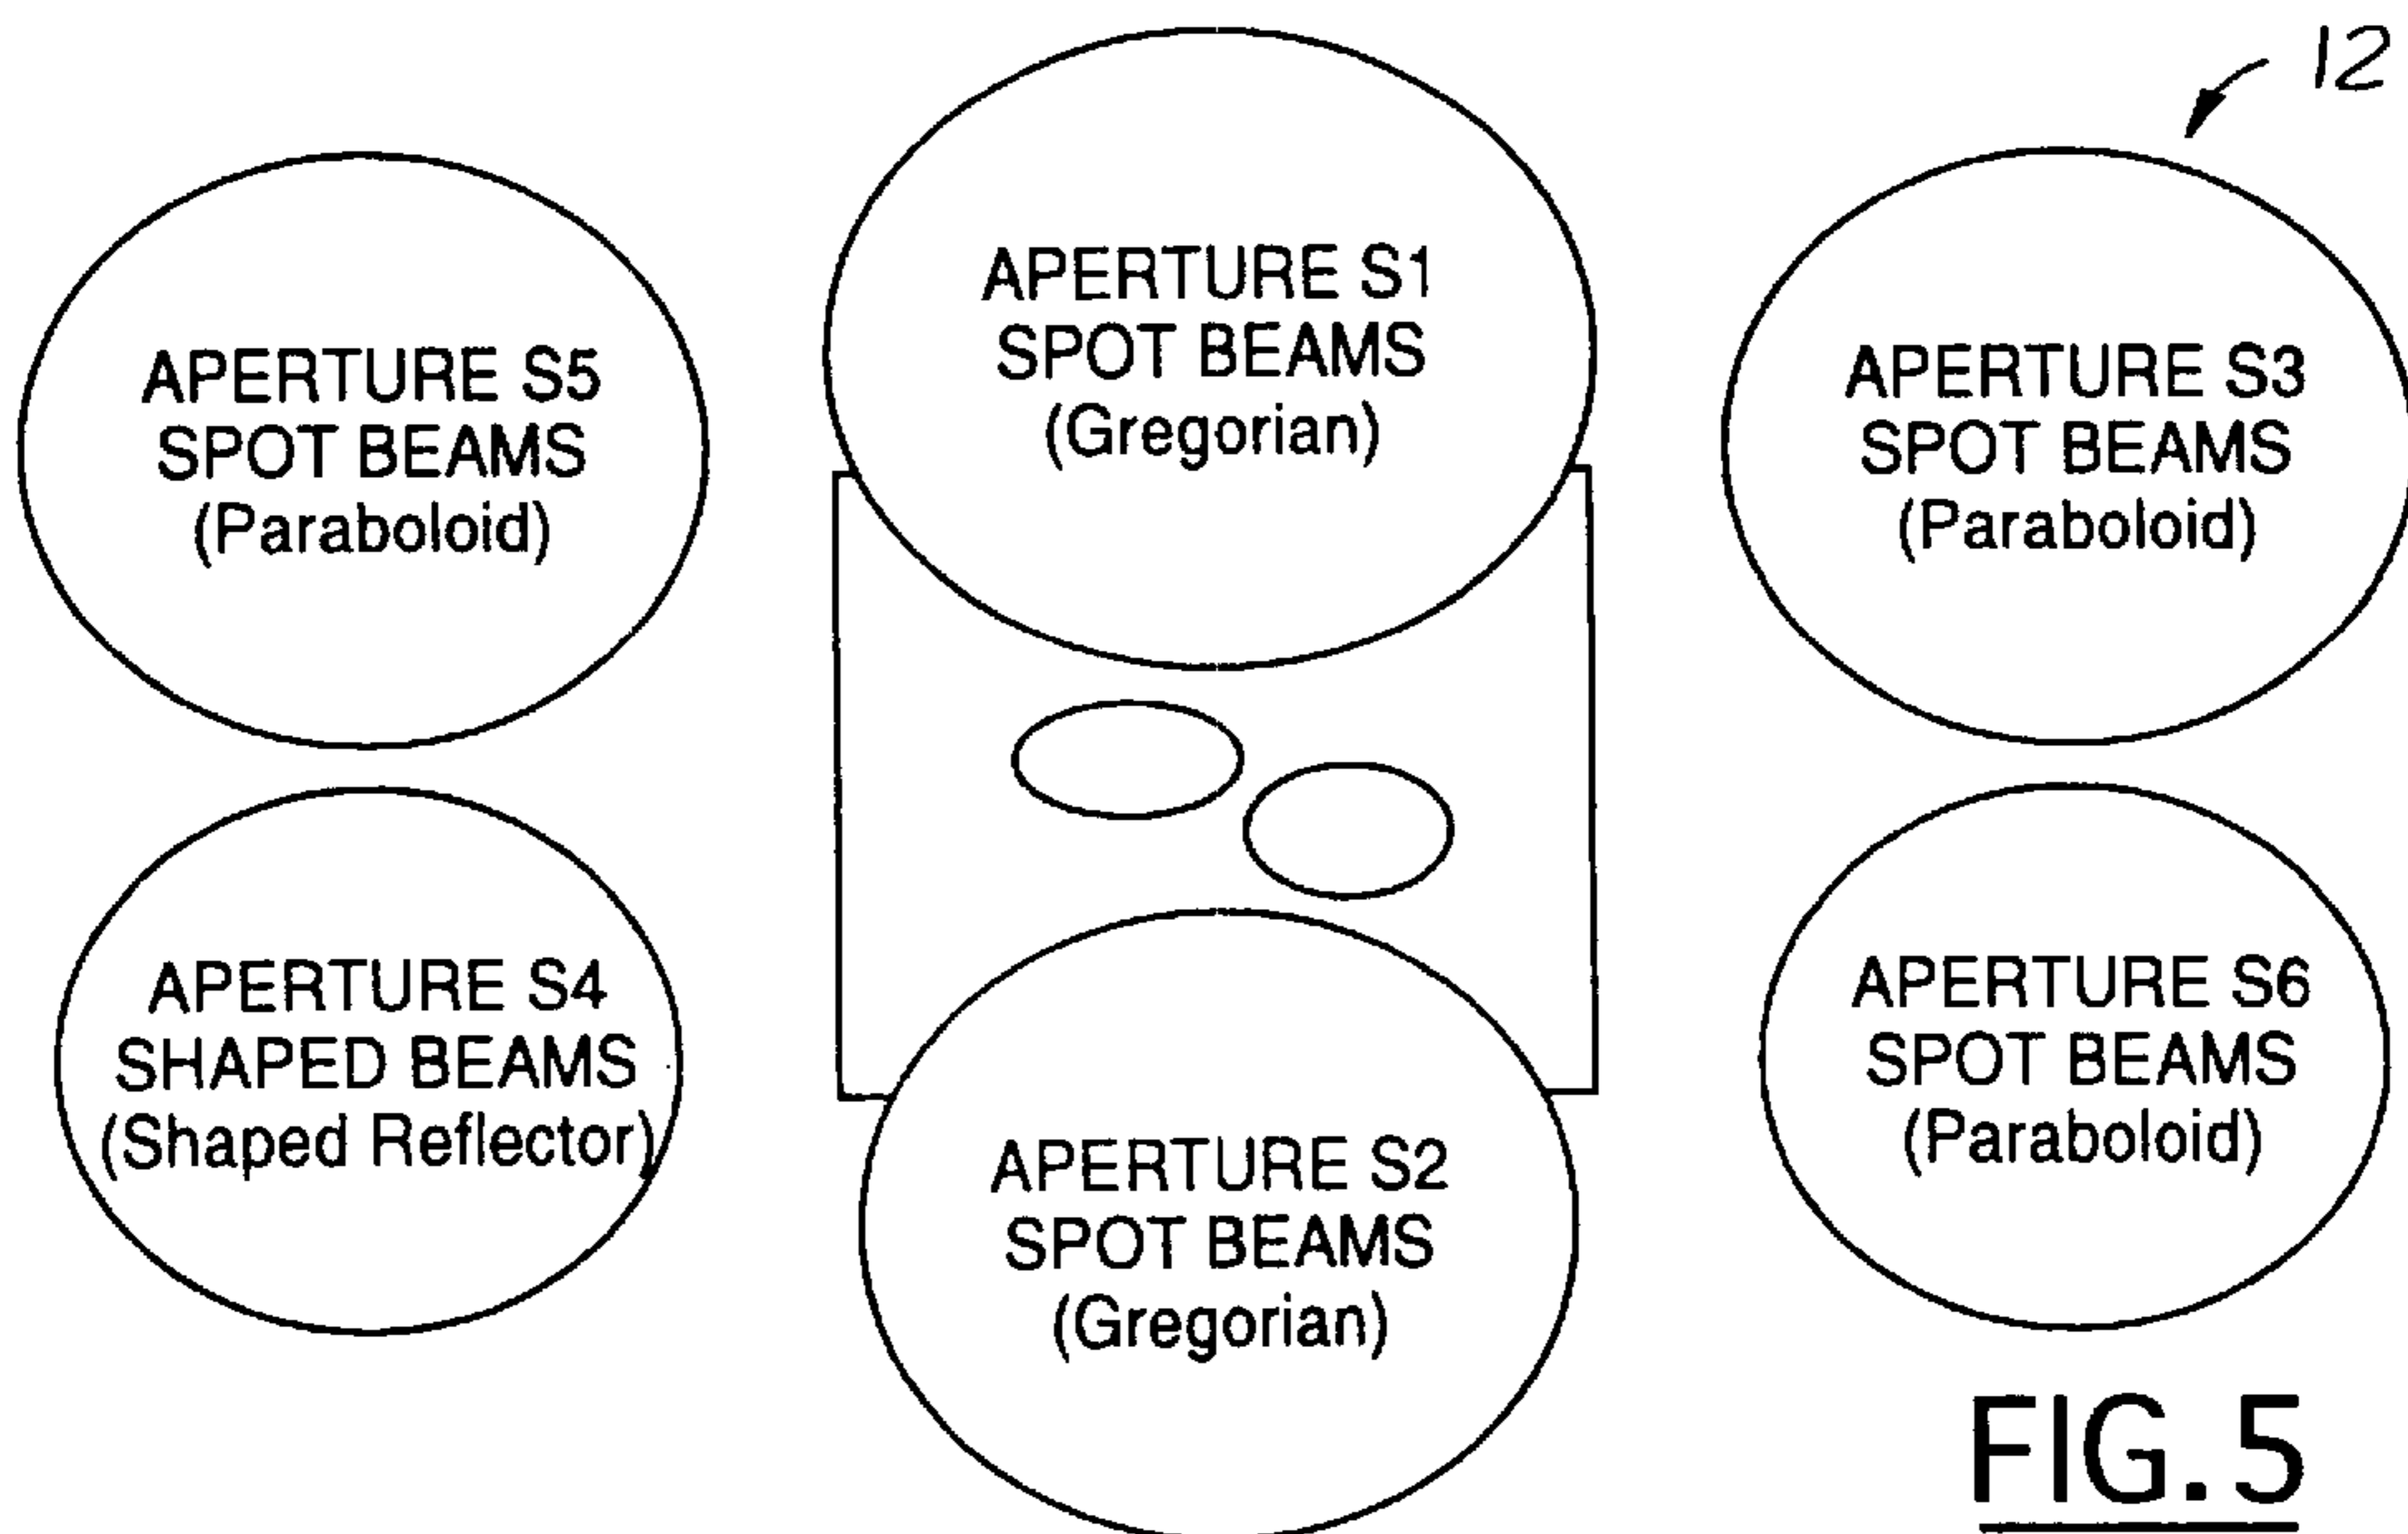 12
APERTURE S1
SPOT BEAMS
(Gregorian)
APERTURE S5
SPOT BEAMS
(Paraboloid)
APERTURE S3
SPOT BEAMS
(Paraboloid)
APERTURE S4
SHAPED BEAMS
(Shaped Reflector)
APERTURE S2
SPOT BEAMS
(Gregorian)
APERTURE S6
SPOT BEAMS
(Paraboloid)
FIG.5